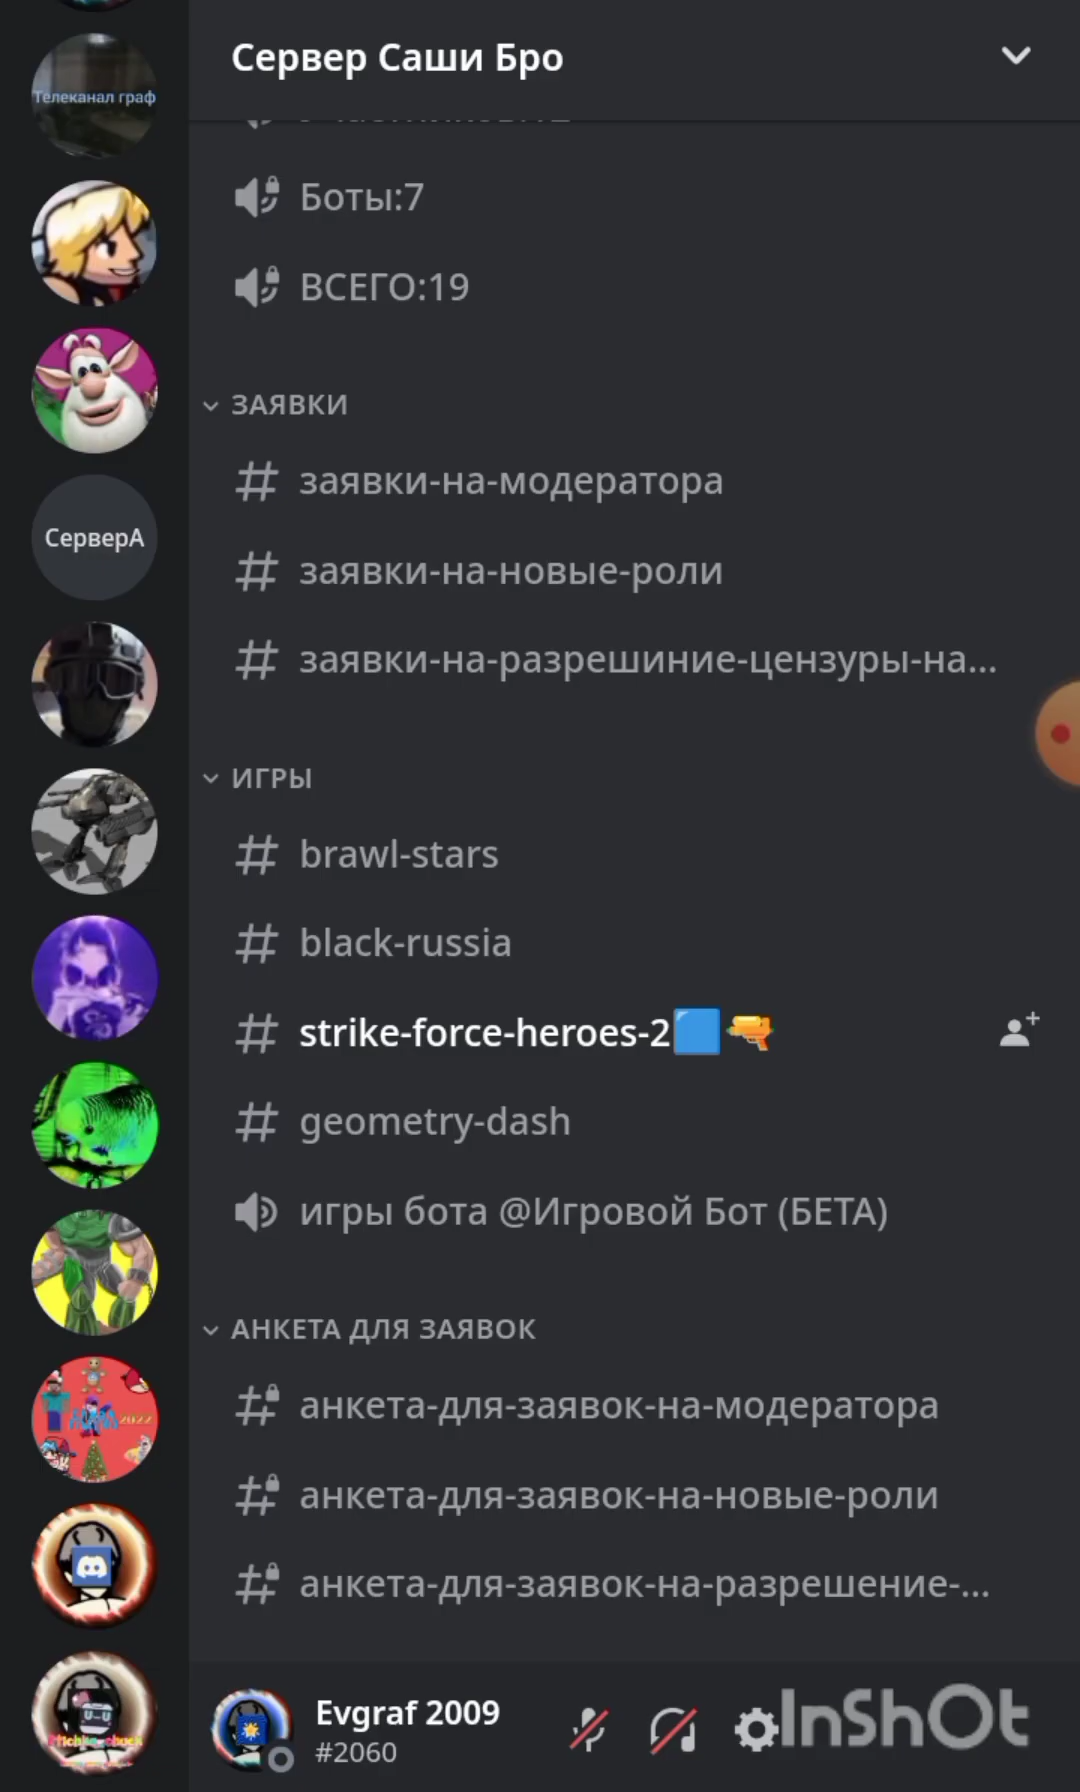 Сервер Саши Бро
Телеканал граф
Боты:7
ВСЕГО:19
ЗАЯВКИ
заявки-на-модератора
СерверА
заявки-на-новые-роли
заявки-на-разрешиние-цензуры-на...
ИГРЫ
brawl-stars
black-russia
strike-force-heroes-2🟦🔫
geometry-dash
игры бота @Игровой Бот (БЕТА)
АНКЕТА ДЛЯ ЗАЯВОК
анкета-для-заявок-на-модератора
2022
анкета-для-заявок-на-новые-роли
анкета-для-заявок-на-разрешение-...
Evgraf 2009
#2060
InShOt